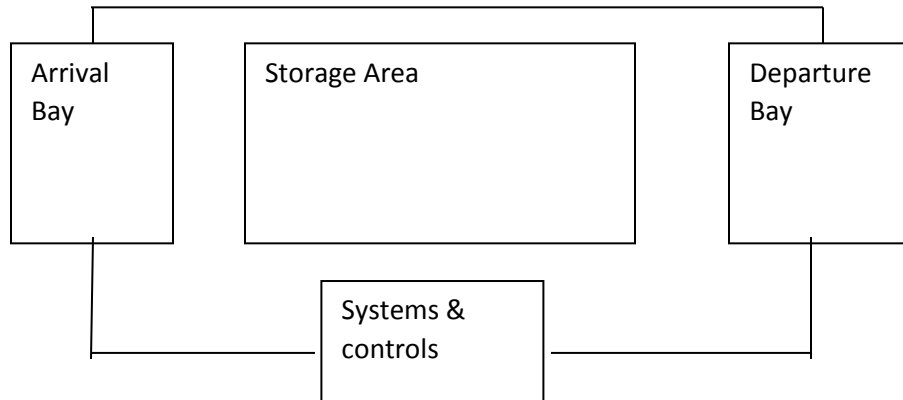 Arrival
Bay
Storage Area
Departure
Bay
Systems &
controls